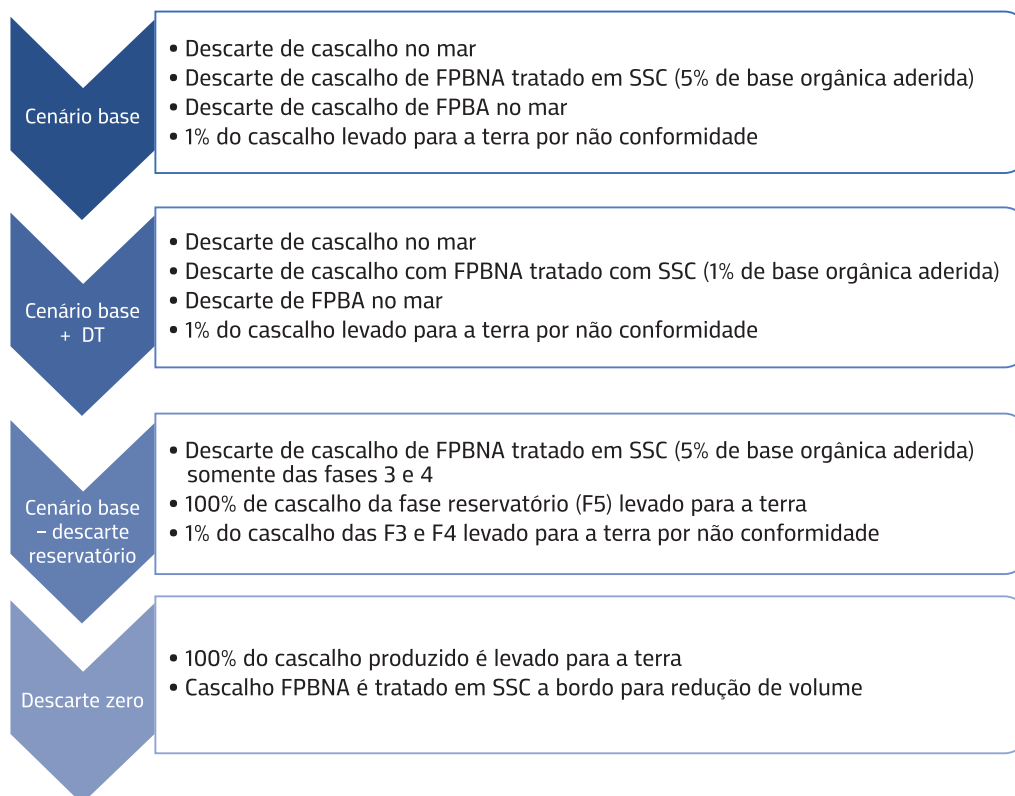 Cenário base
• Descarte de cascalho no mar
• Descarte de cascalho de FPBNA tratado em SSC (5% de base orgânica aderida)
• Descarte de cascalho de FPBA no mar
• 1% do cascalho levado para a terra por não conformidade
Cenário base
+ DT
• Descarte de cascalho no mar
• Descarte de cascalho com FPBNA tratado com SSC (1% de base orgânica aderida)
• Descarte de FPBA no mar
• 1% do cascalho levado para a terra por não conformidade
Cenário base
– descarte
reservatório
• Descarte de cascalho de FPBNA tratado em SSC (5% de base orgânica aderida)
somente das fases 3 e 4
• 100% de cascalho da fase reservatório (F5) levado para a terra
• 1% do cascalho das F3 e F4 levado para a terra por não conformidade
Descarte zero
• 100% do cascalho produzido é levado para a terra
• Cascalho FPBNA é tratado em SSC a bordo para redução de volume